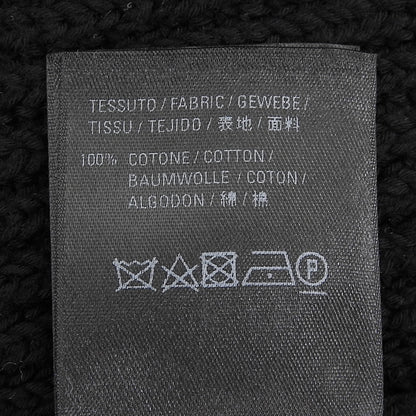 TESSUTO / FABRIC / GEWEBE /
TISSU / TEJIDO / 表地 / 面料
100% COTONE / COTTON /
BAUMWOLLE / COTON /
ALGODON / 綿 / 棉
P